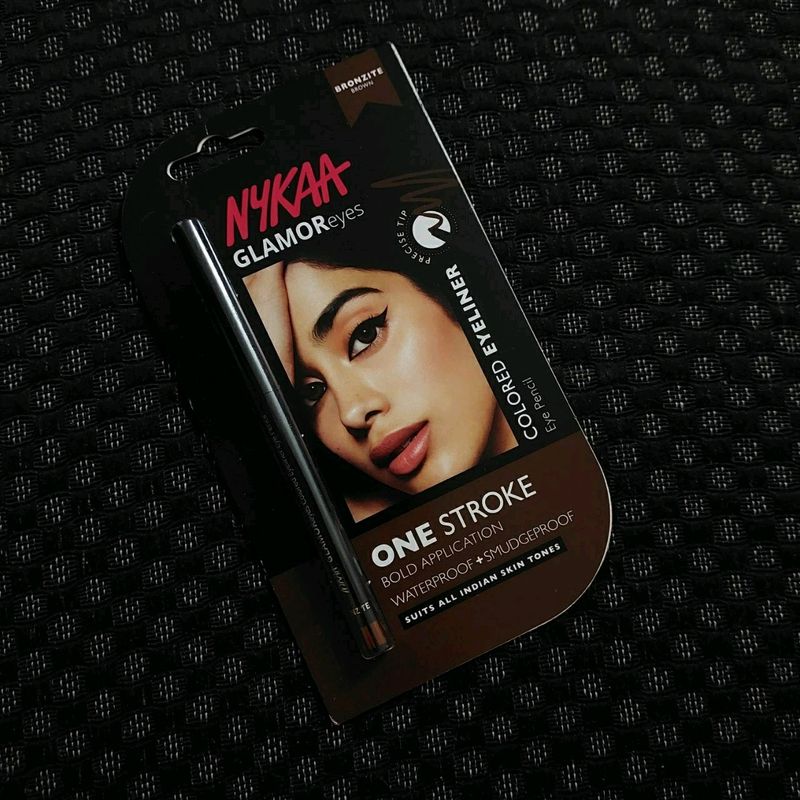 BRONZITE
BROWN
NYKAA
GLAMOReyes
PRECISE TIP
COLORED EYELINER
Eye Pencil
ONE STROKE
BOLD APPLICATION
WATERPROOF + SMUDGEPROOF
SUITS ALL INDIAN SKIN TONES